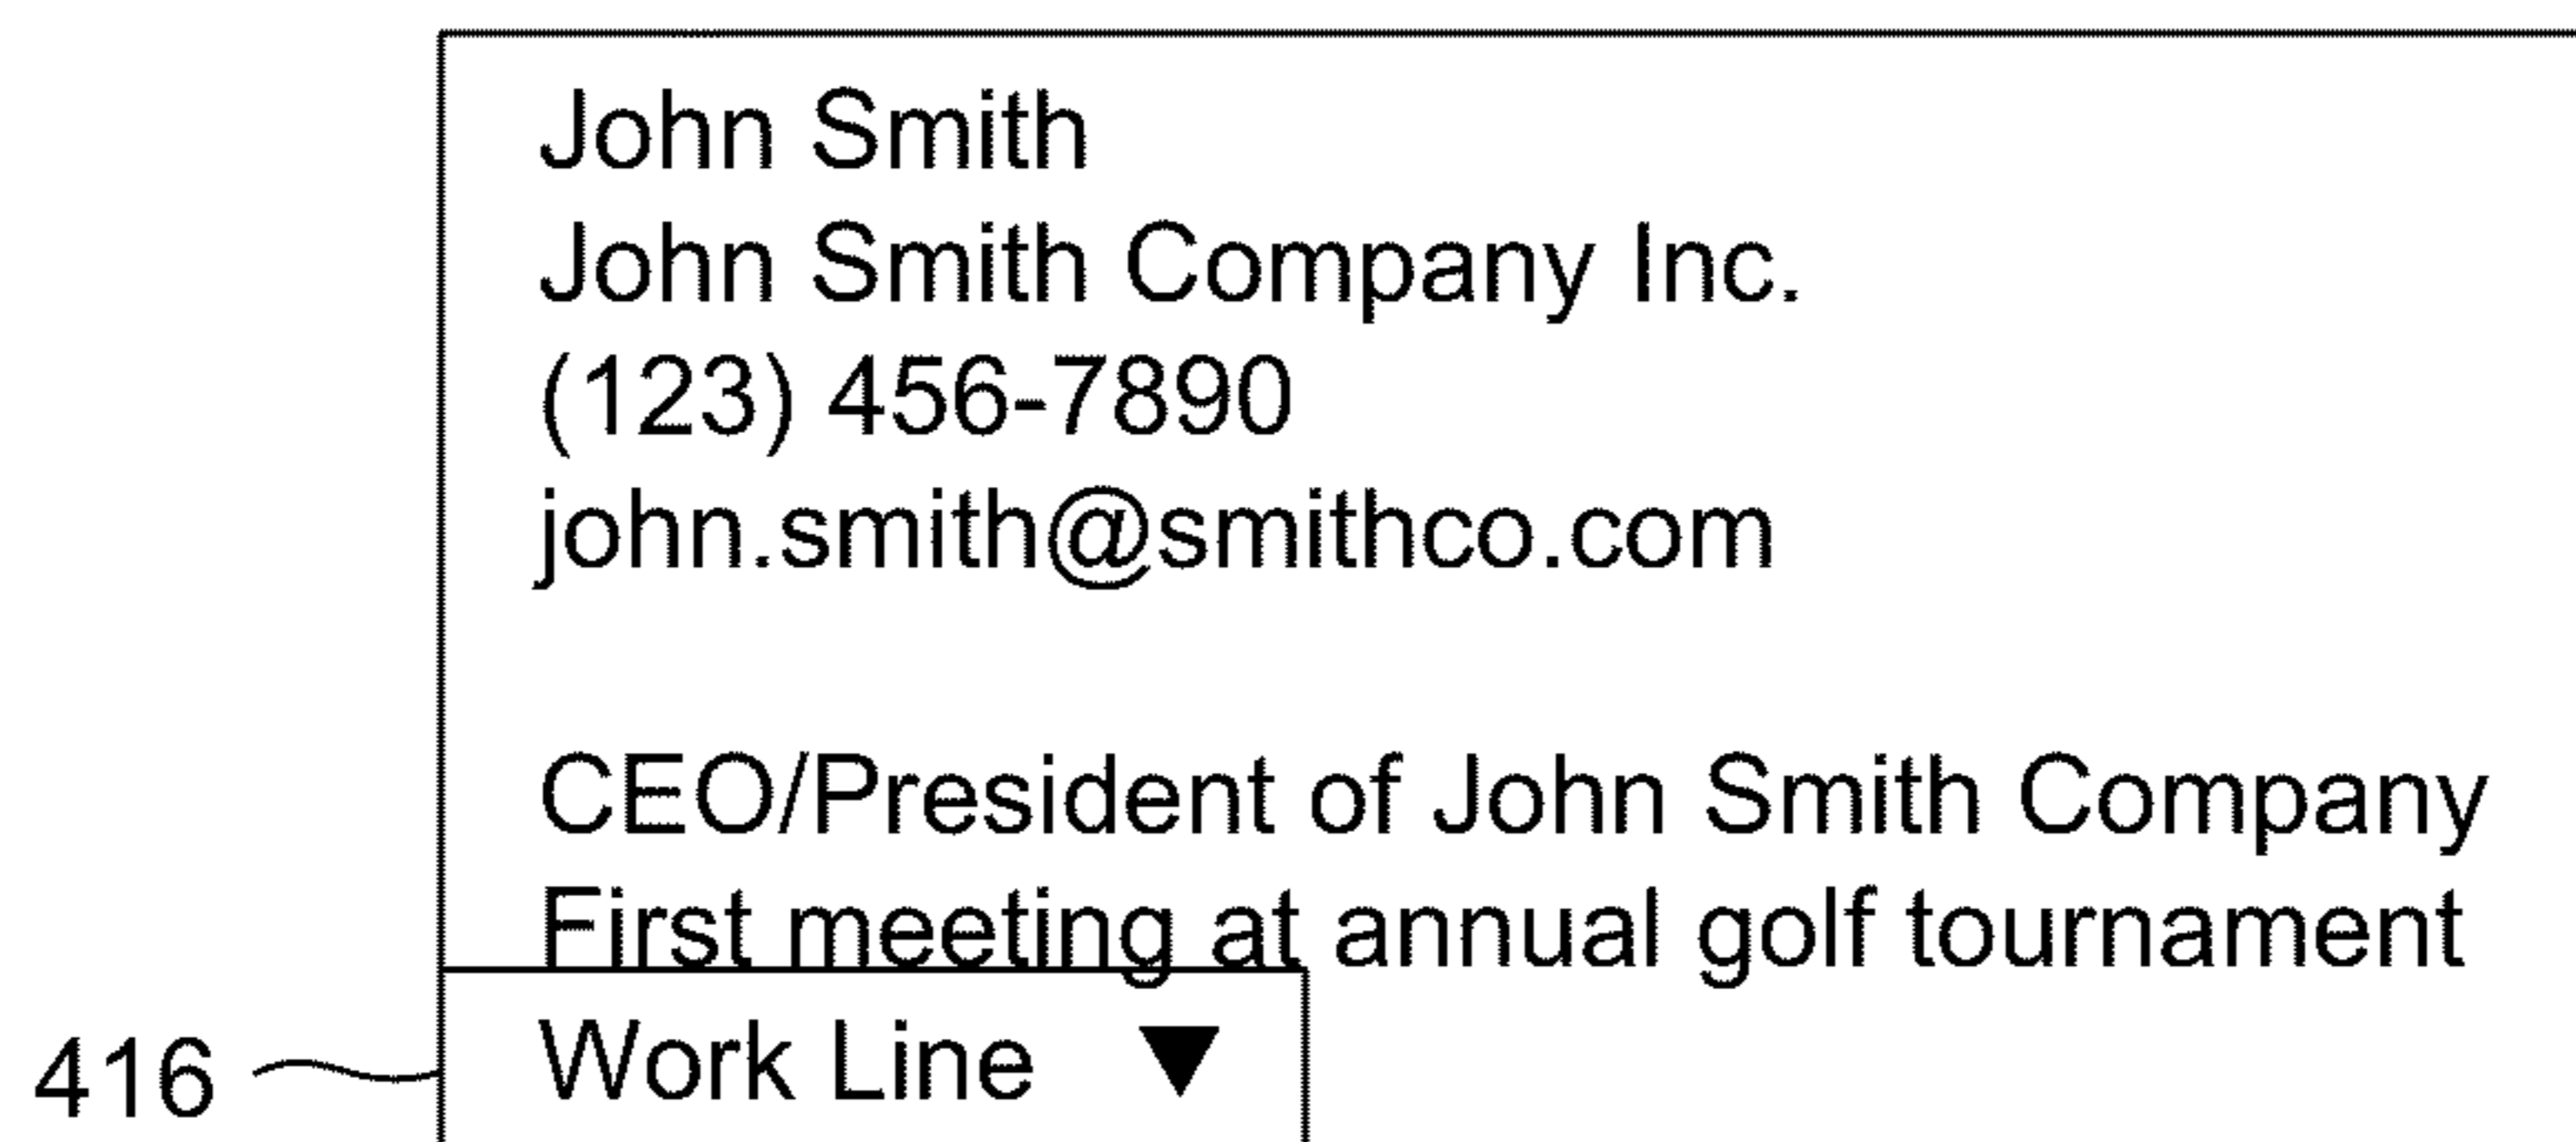 John Smith
John Smith Company Inc.
(123) 456-7890
john.smith@smithco.com
CEO/President of John Smith Company
First meeting at annual golf tournament
416 Work Line ▼